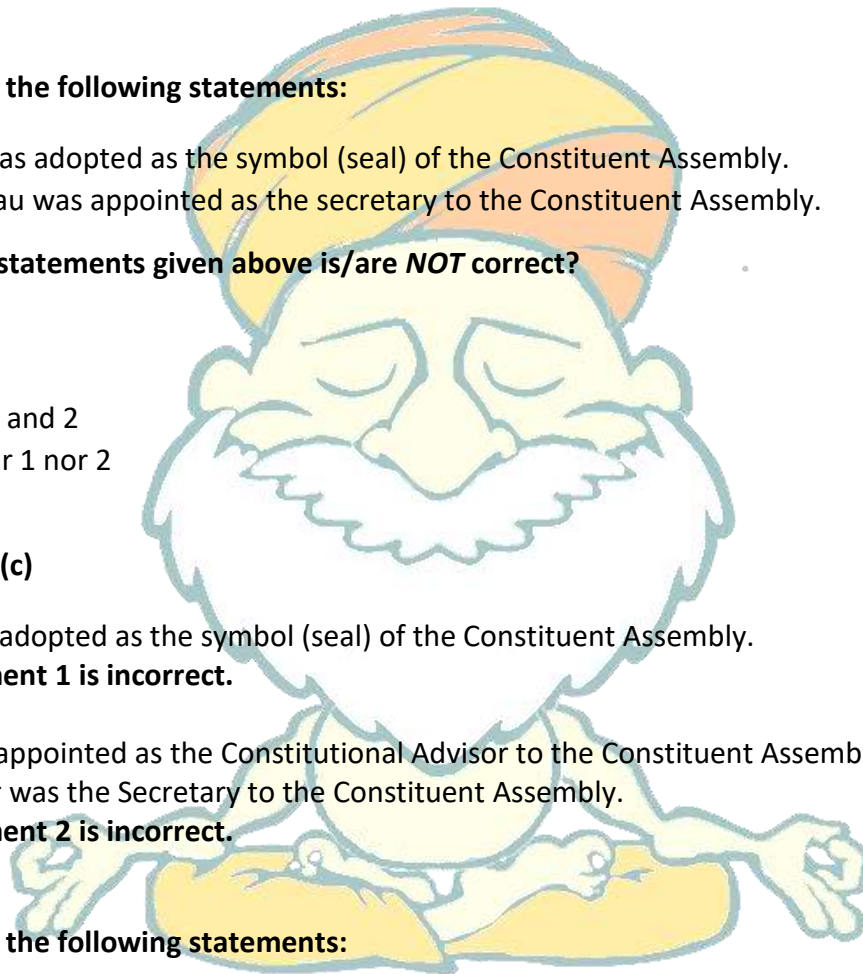 the following statements:
as adopted as the symbol (seal) of the Constituent Assembly.
au was appointed as the secretary to the Constituent Assembly.
statements given above is/are NOT correct?
and 2
r 1 nor 2
(c)
adopted as the symbol (seal) of the Constituent Assembly.
ent 1 is incorrect.
appointed as the Constitutional Advisor to the Constituent Assemb
r was the Secretary to the Constituent Assembly.
ent 2 is incorrect.
the following statements: